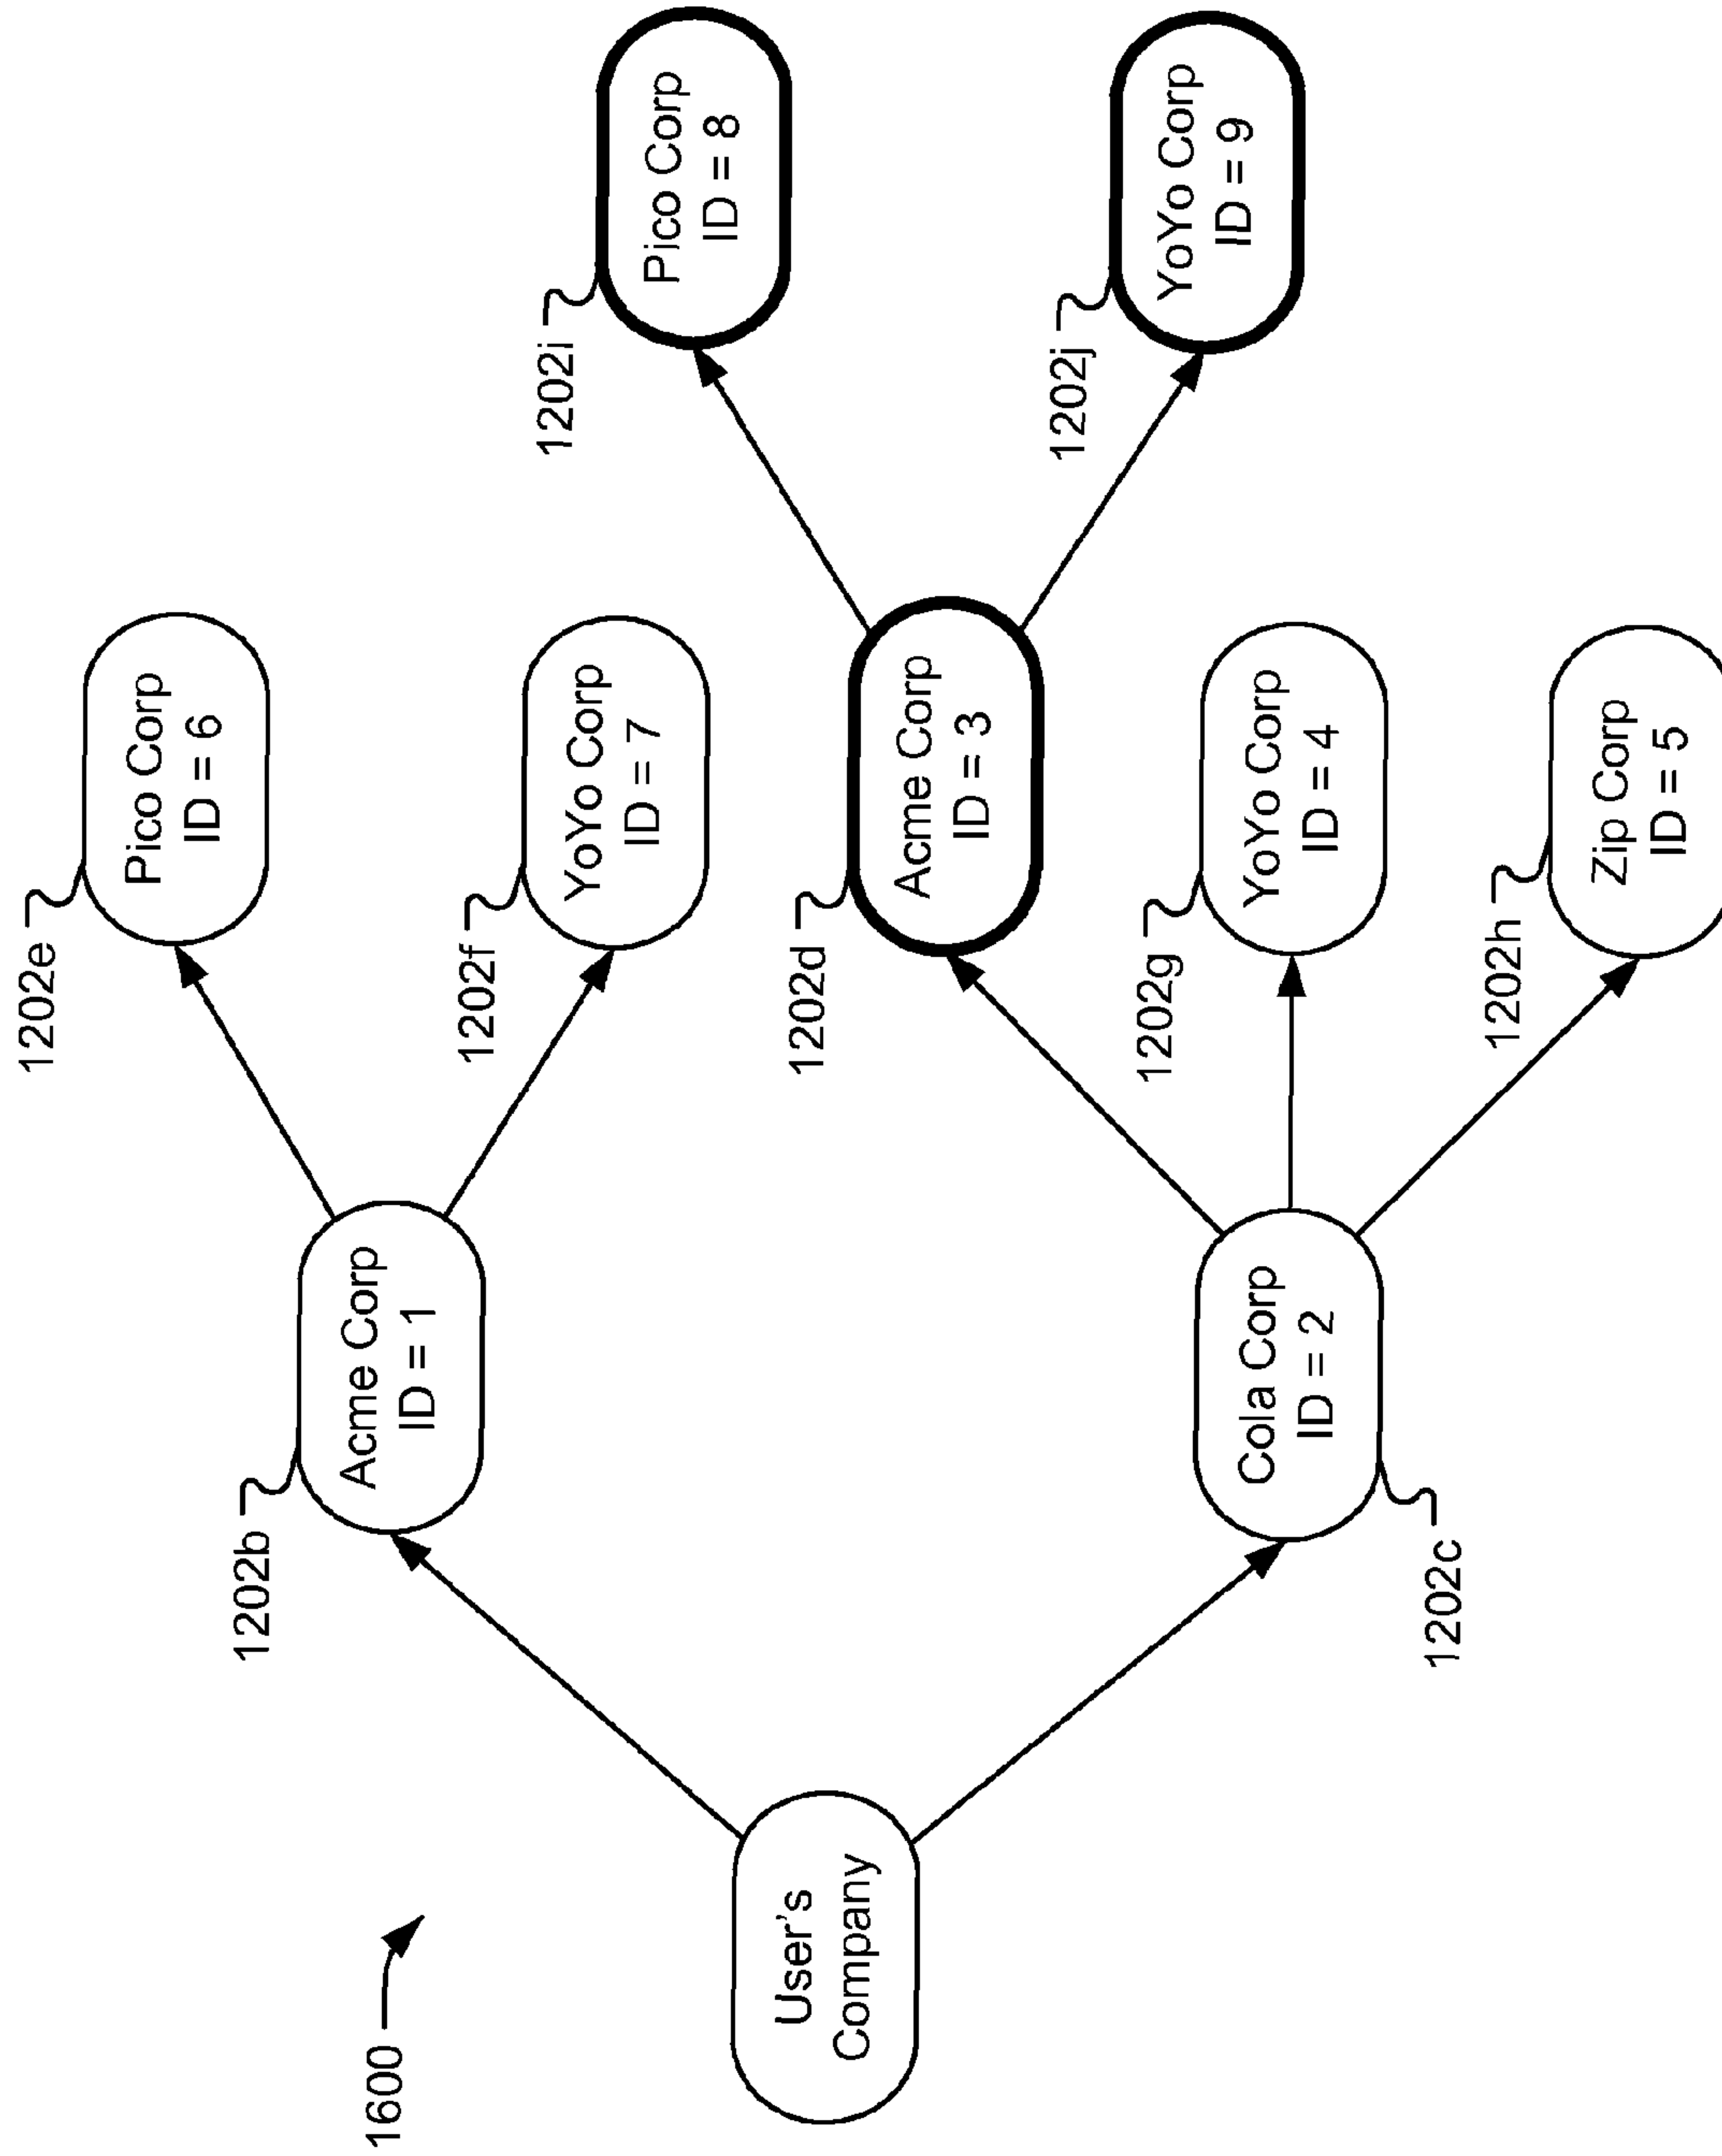 1600
User's
Company
1202b
Acme Corp
ID = 1
1202c
Cola Corp
ID = 2
1202e
Pico Corp
ID = 6
1202f
YoYo Corp
ID = 7
1202d
Acme Corp
ID = 3
1202g
YoYo Corp
ID = 4
1202h
Zip Corp
ID = 5
1202i
Pico Corp
ID = 8
1202j
YoYo Corp
ID = 9